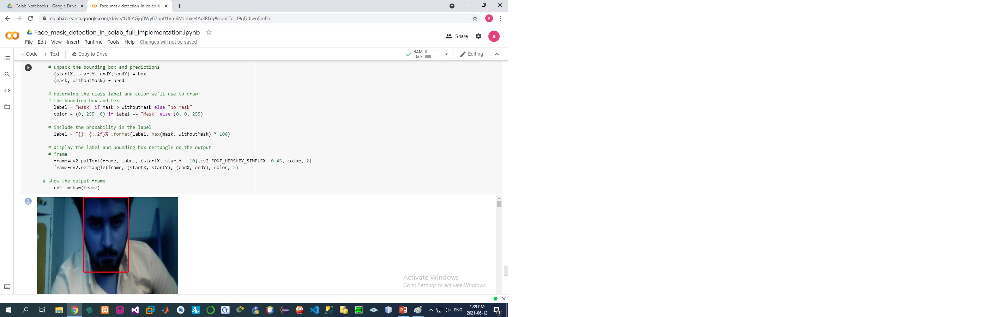 Colab Notebooks - Google Drive
Face_mask_detection_in_colab_fu
colab.research.google.com/drive/1U0AGjgBWy62bp01Vm6MJhhxe4AolRlYg#scrollTo=I9qDdIwo5mEo
a
Face_mask_detection_in_colab_full_implementation.ipynb
File Edit View Insert Runtime Tools Help Changes will not be saved
Share
a
+ Code + Text Copy to Drive
RAM
Disk
Editing
# unpack the bounding box and predictions
(startX, startY, endX, endY) = box
(mask, withoutMask) = pred
# determine the class label and color we'll use to draw
# the bounding box and text
label = "Mask" if mask > withoutMask else "No Mask"
color = (0, 255, 0) if label == "Mask" else (0, 0, 255)
# include the probability in the label
label = "{}: {:.2f}%".format(label, max(mask, withoutMask) * 100)
# display the label and bounding box rectangle on the output
# frame
frame=cv2.putText(frame, label, (startX, startY - 10),cv2.FONT_HERSHEY_SIMPLEX, 0.45, color, 2)
frame=cv2.rectangle(frame, (startX, startY), (endX, endY), color, 2)
# show the output frame
cv2_imshow(frame)
Activate Windows
Go to Settings to activate Windows.
ENG
1:39 PM
2021-06-12
1